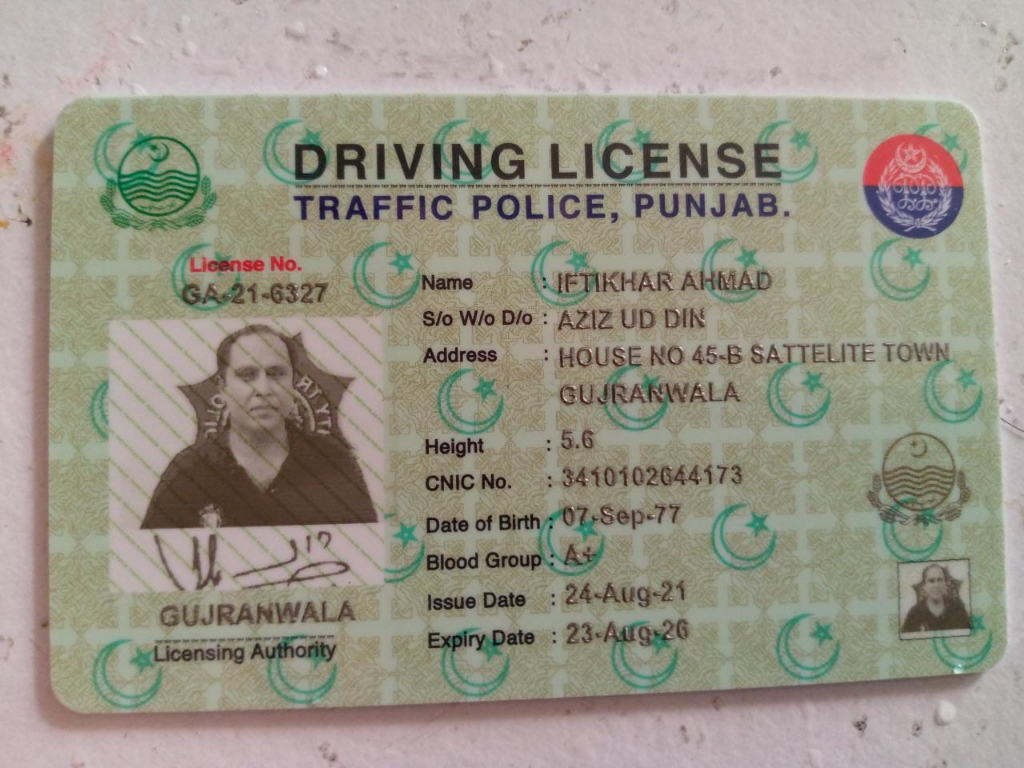 DRIVING LICENSE
TRAFFIC POLICE, PUNJAB.
License No.
GA-21-6327
Name : IFTIKHAR AHMAD
S/o W/o D/o : AZIZ UD DIN
Address : HOUSE NO 45-B SATTELITE TOWN
GUJRANWALA
Height : 5.6
CNIC No. : 3410102644173
Date of Birth : 07-Sep-77
Blood Group : A+
Issue Date : 24-Aug-21
Expiry Date : 23-Aug-26
GUJRANWALA
Licensing Authority